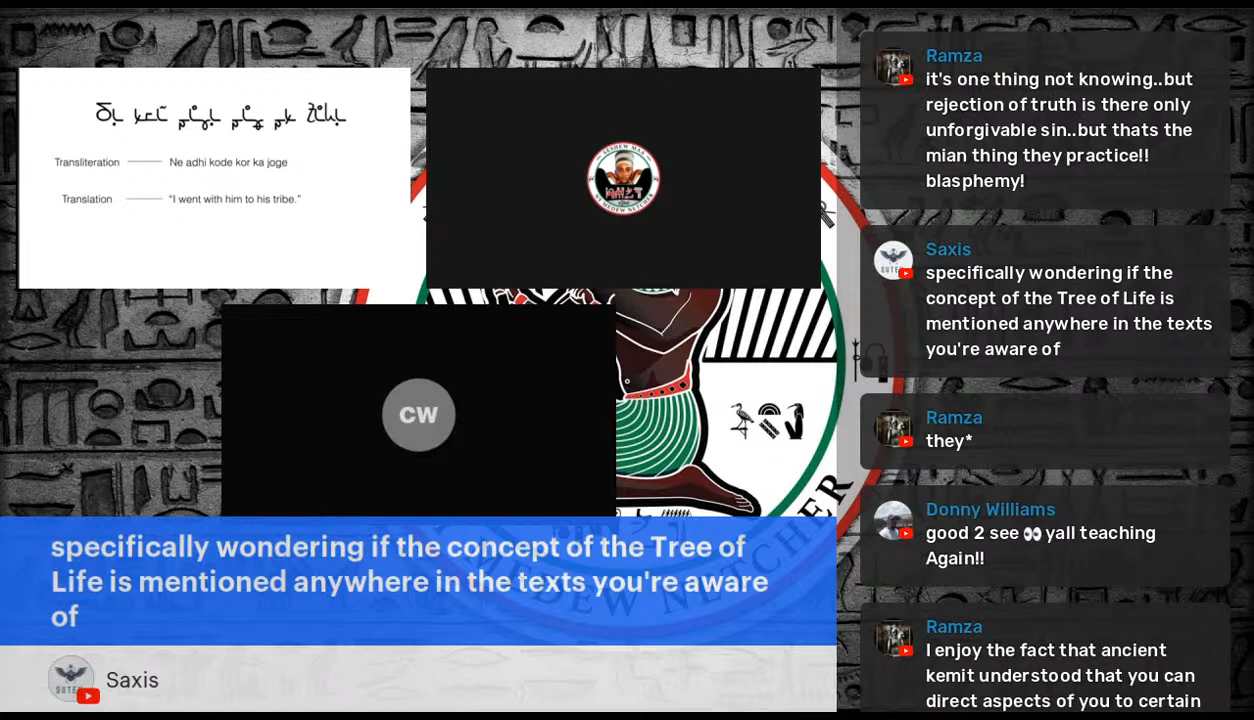 Transliteration Ne adhi kode kor ka joge
Translation "I went with him to his tribe."
CW
specifically wondering if the concept of the Tree of
Life is mentioned anywhere in the texts you're aware
of
Saxis
Ramza
it's one thing not knowing..but
rejection of truth is there only
unforgivable sin..but thats the
mian thing they practice!!
blasphemy!
Saxis
specifically wondering if the
concept of the Tree of Life is
mentioned anywhere in the texts
you're aware of
Ramza
they*
Donny Williams
good 2 see 👀 yall teaching
Again!!
Ramza
I enjoy the fact that ancient
kemit understood that you can
direct aspects of you to certain